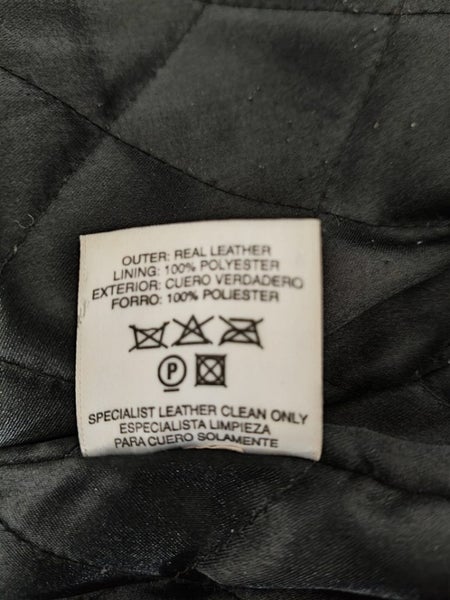 OUTER: REAL LEATHER
LINING: 100% POLYESTER
EXTERIOR: CUERO VERDADERO
FORRO: 100% POLIESTER
P
SPECIALIST LEATHER CLEAN ONLY
ESPECIALISTA LIMPIEZA
PARA CUERO SOLAMENTE